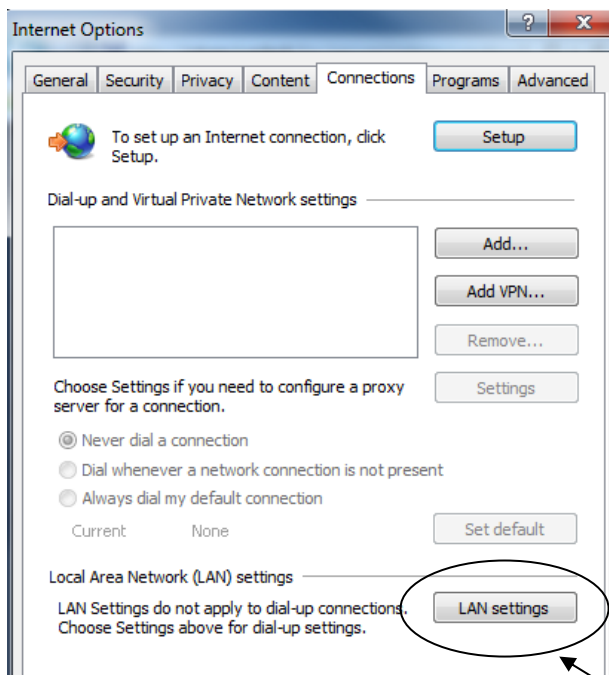 Internet Options
General Security Privacy Content Connections Programs Advanced
To set up an Internet connection, click
Setup.
Setup
Dial-up and Virtual Private Network settings
Add...
Add VPN...
Remove...
Choose Settings if you need to configure a proxy
server for a connection.
Settings
Never dial a connection
Dial whenever a network connection is not present
Always dial my default connection
Current None
Set default
Local Area Network (LAN) settings
LAN Settings do not apply to dial-up connections.
Choose Settings above for dial-up settings.
LAN settings